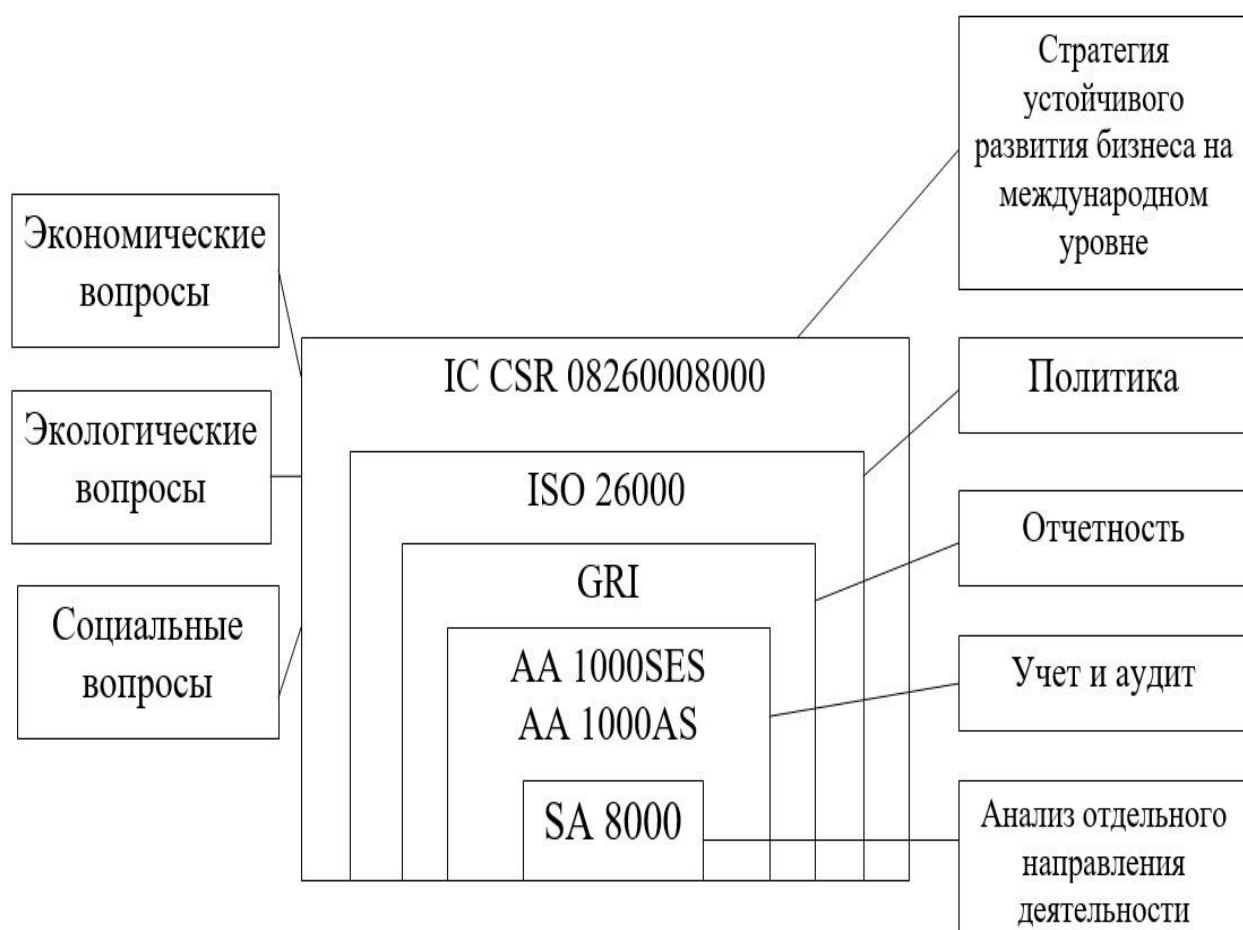 Стратегия
устойчивого
развития бизнеса на
международном
уровне
Экономические
вопросы
Экологические
вопросы
Социальные
вопросы
IC CSR 08260008000
ISO 26000
GRI
AA 1000SES
AA 1000AS
SA 8000
Политика
Отчетность
Учет и аудит
Анализ отдельного
направления
деятельности